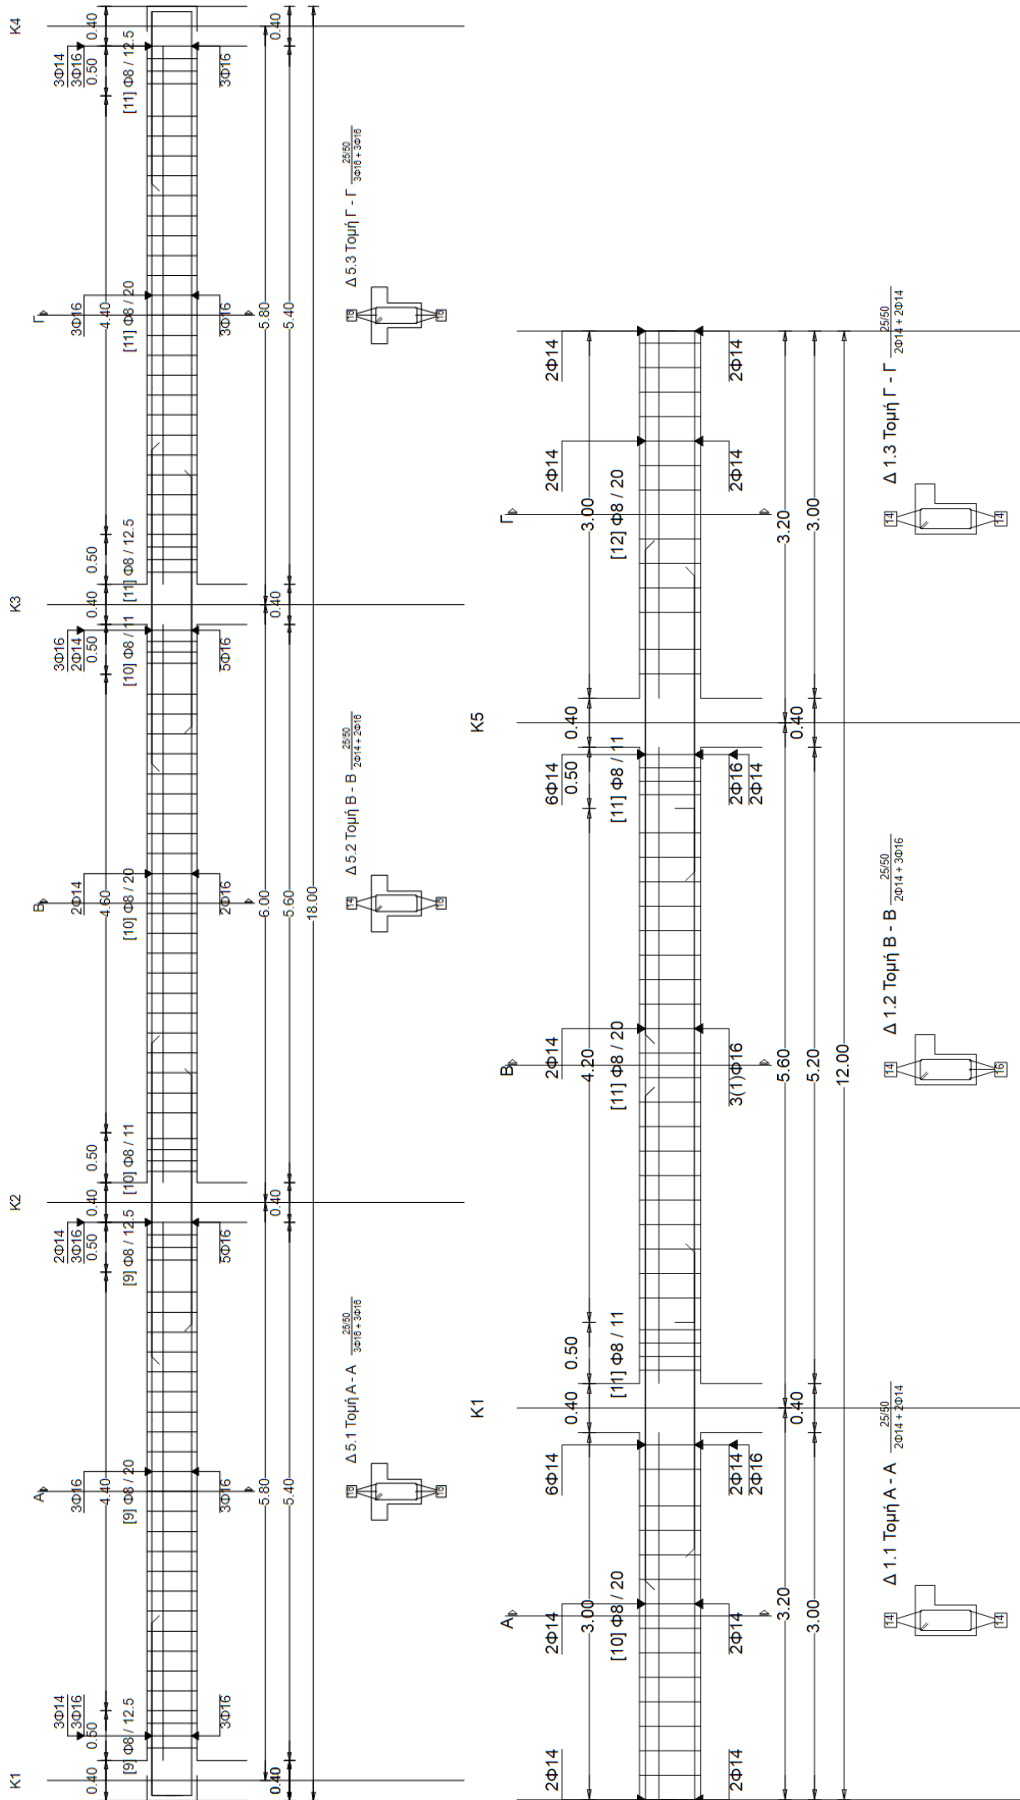 K1 K2 K3 K4
A B Γ
3Φ14 2Φ14 3Φ16 3Φ14
3Φ16 3Φ16 3Φ16 2Φ14 2Φ14 3Φ16 3Φ16
0.40 0.50 0.50 0.40 0.50 0.50 0.40 0.50 0.50 0.40
4.40 4.60 4.40
[9] Φ8 / 12.5 [9] Φ8 / 20 [9] Φ8 / 12.5 [10] Φ8 / 11 [10] Φ8 / 20 [10] Φ8 / 11 [11] Φ8 / 12.5 [11] Φ8 / 20 [11] Φ8 / 12.5
3Φ16 3Φ16 5Φ16 2Φ16 5Φ16 3Φ16 3Φ16
5.80 6.00 5.80
0.40 0.40 0.40 0.40
5.40 5.60 5.40
18.00
Δ 5.1 Τομή Α - Α 25/50 3Φ16 + 3Φ16
Δ 5.2 Τομή Β - Β 25/50 2Φ14 + 2Φ16
Δ 5.3 Τομή Γ - Γ 25/50 3Φ16 + 3Φ16
16 14 16
16 16 16
K1 K5
A B Γ
2Φ14 2Φ14 6Φ14 2Φ14 6Φ14 2Φ14 2Φ14
0.40 0.50 0.50 0.40
3.00 4.20 3.00
[10] Φ8 / 20 [11] Φ8 / 11 [11] Φ8 / 20 [11] Φ8 / 11 [12] Φ8 / 20
2Φ14 2Φ14 2Φ14 3(1)Φ16 2Φ16 2Φ14 2Φ14
2Φ16 2Φ14
3.20 5.60 3.20
0.40 0.40
3.00 5.20 3.00
12.00
Δ 1.1 Τομή Α - Α 25/50 2Φ14 + 2Φ14
Δ 1.2 Τομή Β - Β 25/50 2Φ14 + 3Φ16
Δ 1.3 Τομή Γ - Γ 25/50 2Φ14 + 2Φ14
14 14 14
14 16 14